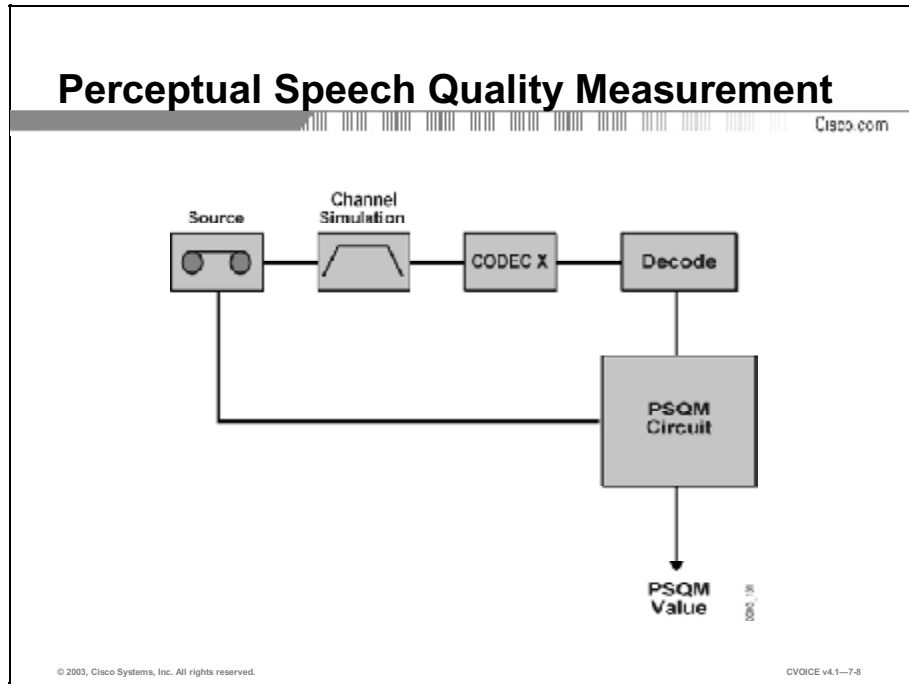 Perceptual Speech Quality Measurement
Cisco.com
Channel
Source Simulation
CODEC X
Decode
PSQM
Circuit
PSQM
Value
© 2003, Cisco Systems, Inc. All rights reserved.
CVOICE v4.1—7-8